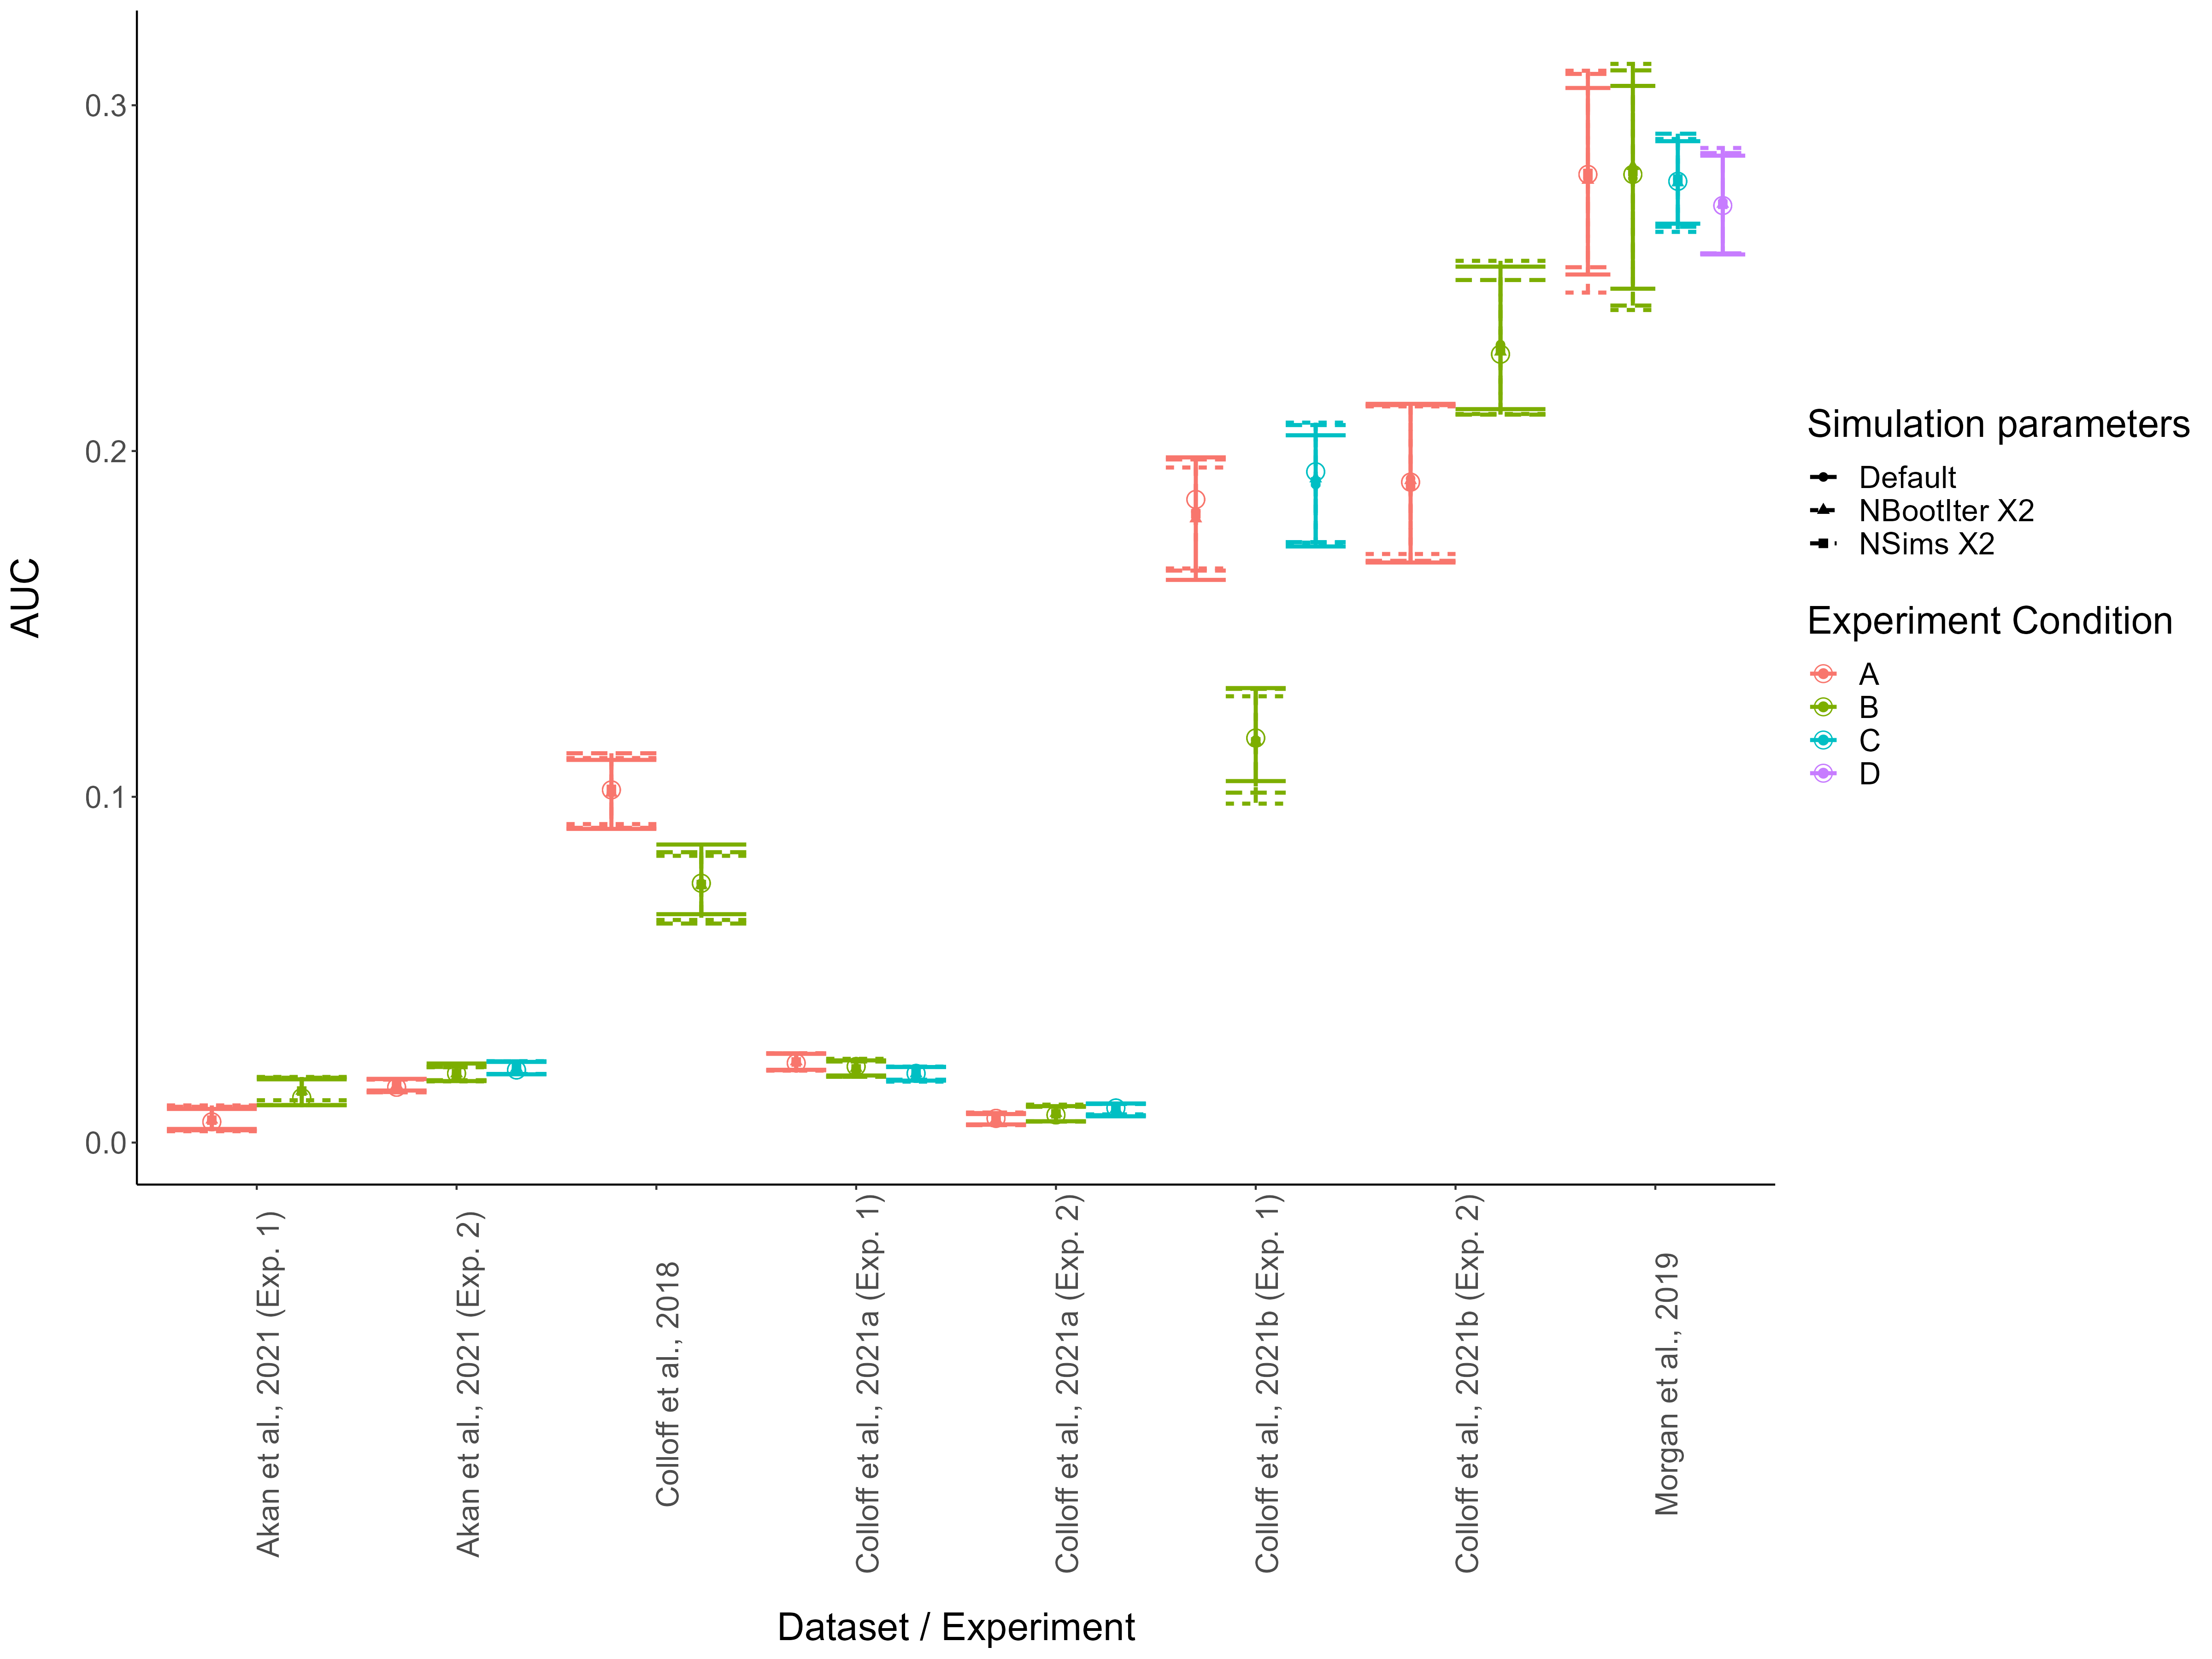 0.3
0.2
0.1
0.0
AUC
Akan et al., 2021 (Exp. 1)
Akan et al., 2021 (Exp. 2)
Colloff et al., 2018
Colloff et al., 2021a (Exp. 1)
Colloff et al., 2021a (Exp. 2)
Colloff et al., 2021b (Exp. 1)
Colloff et al., 2021b (Exp. 2)
Morgan et al., 2019
Dataset / Experiment
Simulation parameters
Default
NBootIter X2
NSims X2
Experiment Condition
A
B
C
D